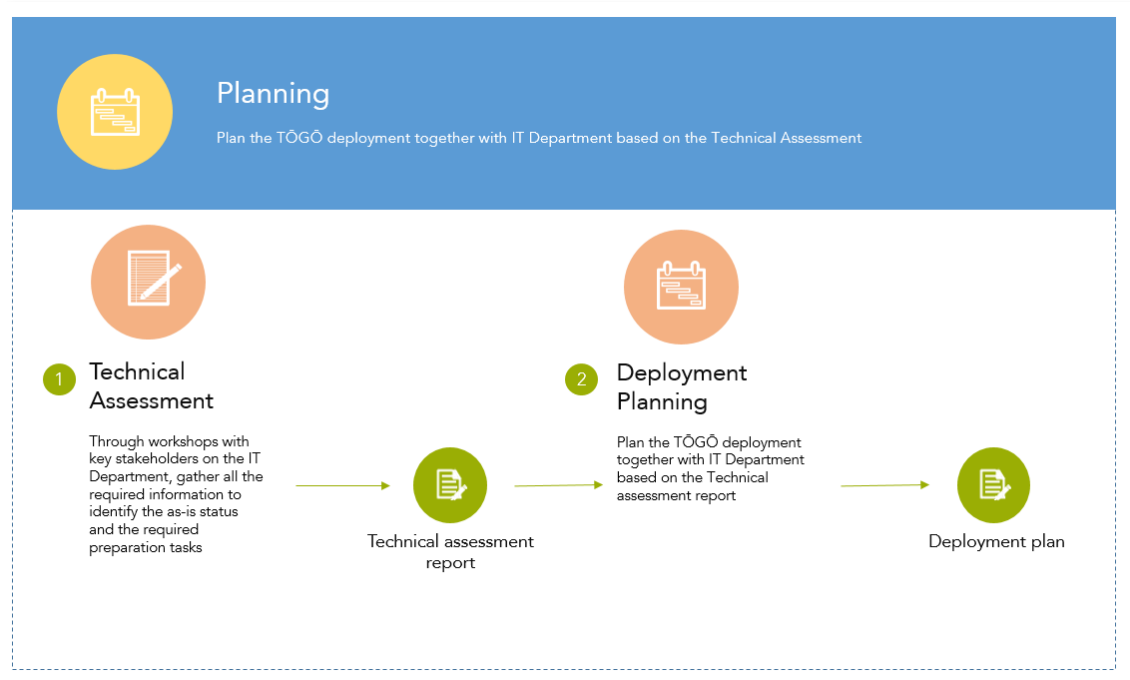 Planning
Plan the TŌGŌ deployment together with IT Department based on the Technical Assessment
1
Technical
Assessment
Through workshops with
key stakeholders on the IT
Department, gather all the
required information to
identify the as-is status
and the required
preparation tasks
Technical assessment
report
2
Deployment
Planning
Plan the TŌGŌ deployment
together with IT Department
based on the Technical
assessment report
Deployment plan